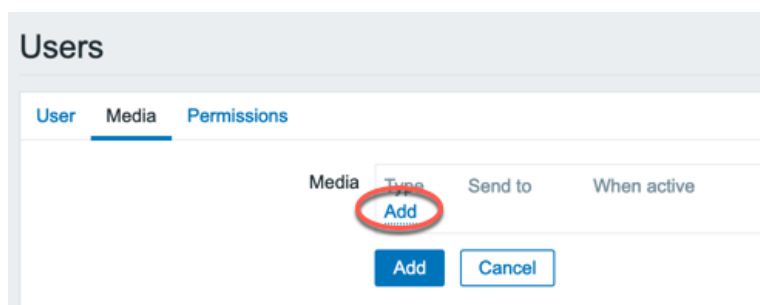 Users
User Media Permissions
Media Type Send to When active
Add
Add Cancel